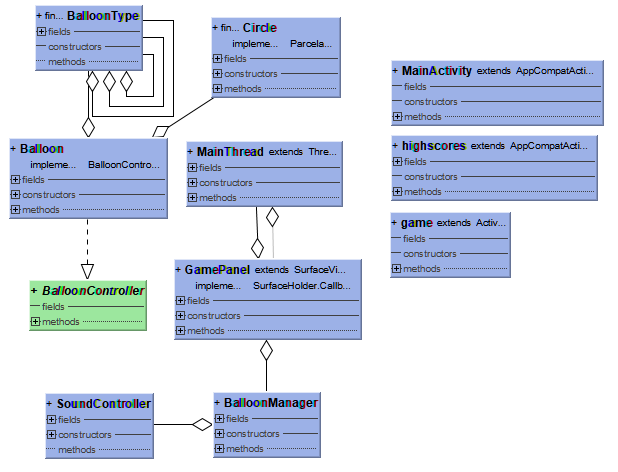 + fin... BalloonType
fields
constructors
methods
+ fin... Circle
impleme... Parcela...
fields
constructors
methods
+ MainActivity extends AppCompatActi...
fields
constructors
methods
+ Balloon
impleme... BalloonContro...
fields
constructors
methods
+ MainThread extends Thre...
fields
constructors
methods
+ highscores extends AppCompatActi...
fields
constructors
methods
+ game extends Activ...
fields
constructors
methods
+ BalloonController
fields
methods
+ GamePanel extends SurfaceVi...
impleme... SurfaceHolder.Callb...
fields
constructors
methods
+ SoundController
fields
constructors
methods
+ BalloonManager
fields
constructors
methods